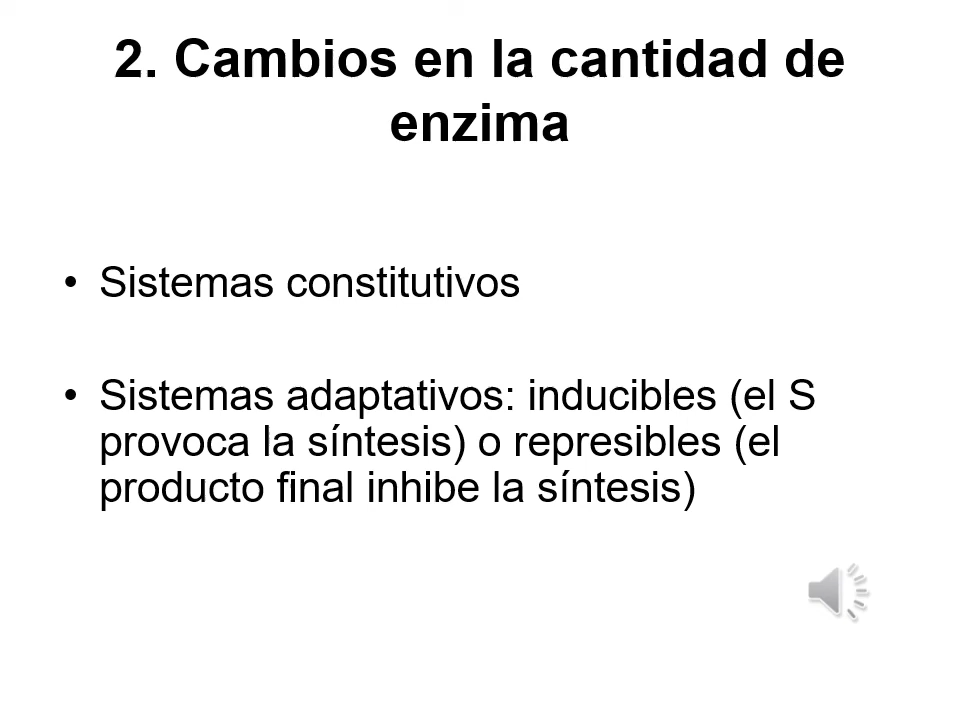 2. Cambios en la cantidad de
enzima
• Sistemas constitutivos
• Sistemas adaptativos: inducibles (el S
provoca la síntesis) o represibles (el
producto final inhibe la síntesis)